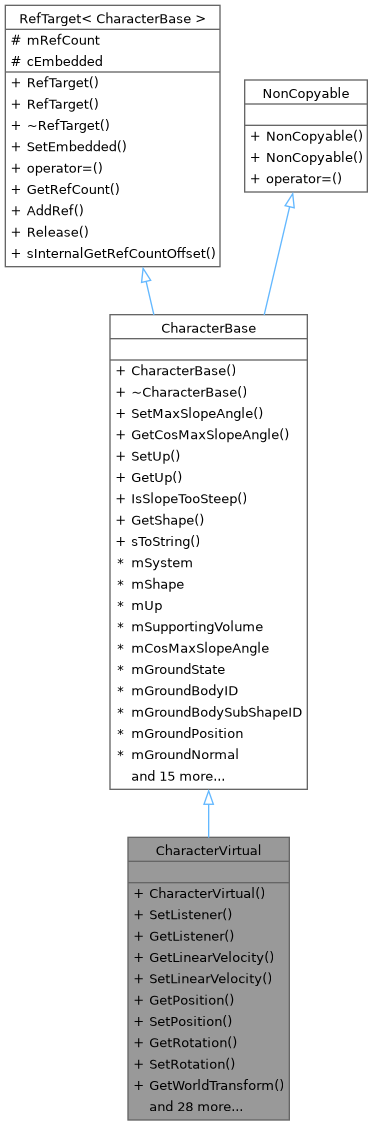 RefTarget< CharacterBase >
# mRefCount
# cEmbedded
+ RefTarget()
+ RefTarget()
+ ~RefTarget()
+ SetEmbedded()
+ operator=()
+ GetRefCount()
+ AddRef()
+ Release()
+ sInternalGetRefCountOffset()
NonCopyable
+ NonCopyable()
+ NonCopyable()
+ operator=()
CharacterBase
+ CharacterBase()
+ ~CharacterBase()
+ SetMaxSlopeAngle()
+ GetCosMaxSlopeAngle()
+ SetUp()
+ GetUp()
+ IsSlopeTooSteep()
+ GetShape()
+ sToString()
* mSystem
* mShape
* mUp
* mSupportingVolume
* mCosMaxSlopeAngle
* mGroundState
* mGroundBodyID
* mGroundBodySubShapeID
* mGroundPosition
* mGroundNormal
and 15 more...
CharacterVirtual
+ CharacterVirtual()
+ SetListener()
+ GetListener()
+ GetLinearVelocity()
+ SetLinearVelocity()
+ GetPosition()
+ SetPosition()
+ GetRotation()
+ SetRotation()
+ GetWorldTransform()
and 28 more...